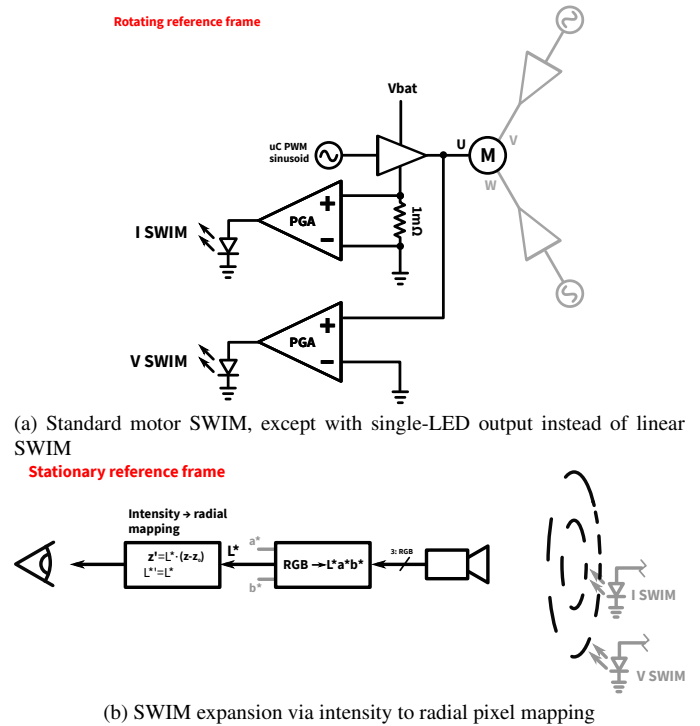 Rotating reference frame
Vbat
uC PWM
sinusoid
U
M
V
W
+
PGA
−
1mΩ
I SWIM
+
PGA
−
V SWIM
(a) Standard motor SWIM, except with single-LED output instead of linear
SWIM
Stationary reference frame
Intensity → radial
mapping
z'=L*·(z-zₒ)
L*'=L*
L*
a*
b*
RGB →L*a*b*
3: RGB
I SWIM
V SWIM
(b) SWIM expansion via intensity to radial pixel mapping